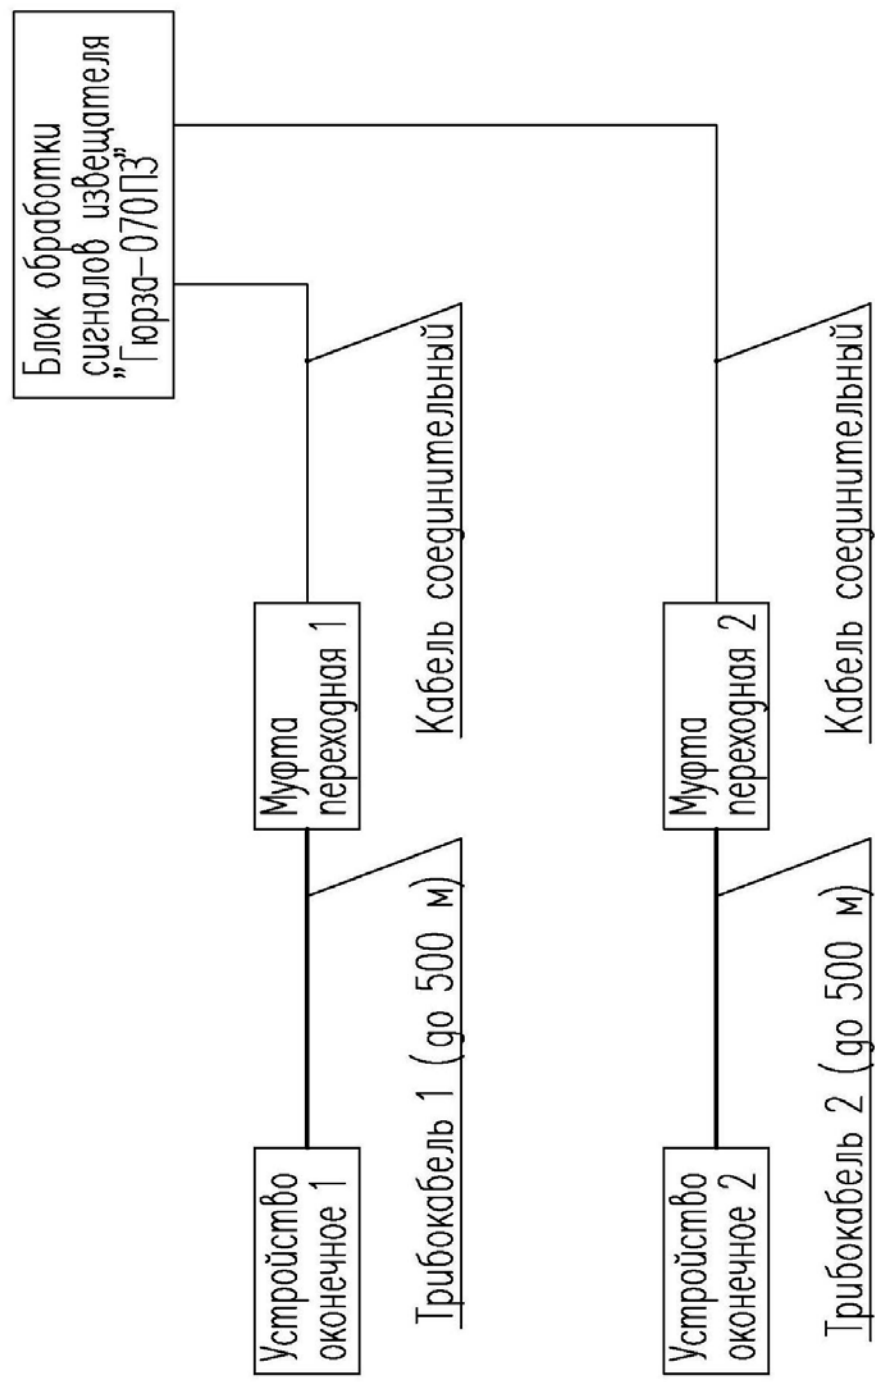 Блок обработки
сигналов извещателя
"Гюрза-070ПЗ"
Муфта
переходная 1
Кабель соединительный
Устройство
оконечное 1
Трибокабель 1 (до 500 м)
Муфта
переходная 2
Кабель соединительный
Устройство
оконечное 2
Трибокабель 2 (до 500 м)